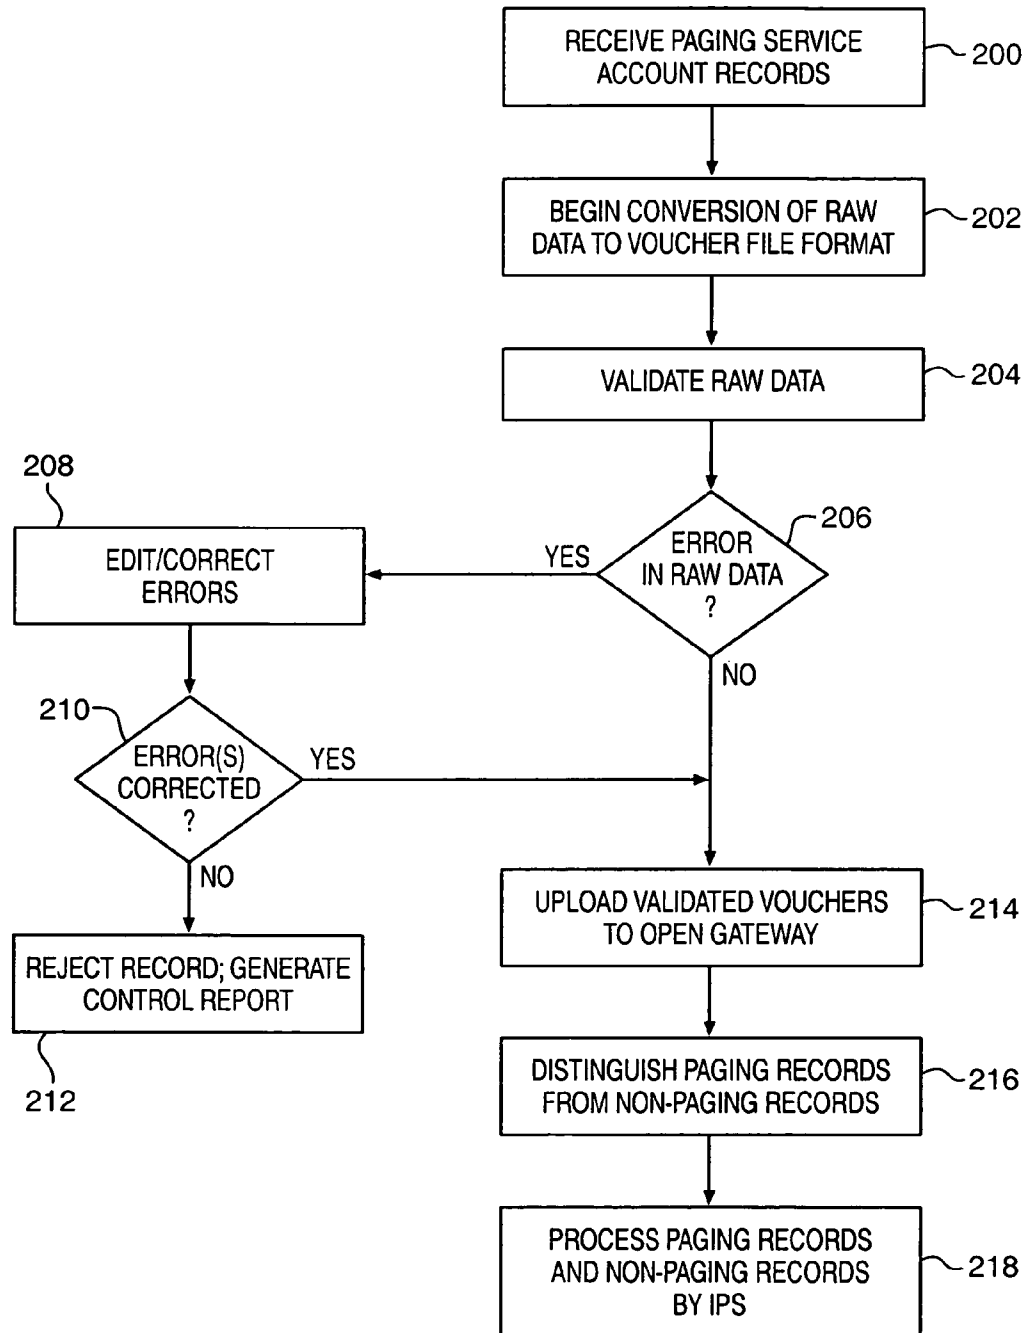 RECEIVE PAGING SERVICE
ACCOUNT RECORDS
200
BEGIN CONVERSION OF RAW
DATA TO VOUCHER FILE FORMAT
202
VALIDATE RAW DATA
204
ERROR
IN RAW DATA
?
206
YES
NO
208
EDIT/CORRECT
ERRORS
210
ERROR(S)
CORRECTED
?
YES
NO
REJECT RECORD; GENERATE
CONTROL REPORT
212
UPLOAD VALIDATED VOUCHERS
TO OPEN GATEWAY
214
DISTINGUISH PAGING RECORDS
FROM NON-PAGING RECORDS
216
PROCESS PAGING RECORDS
AND NON-PAGING RECORDS
BY IPS
218